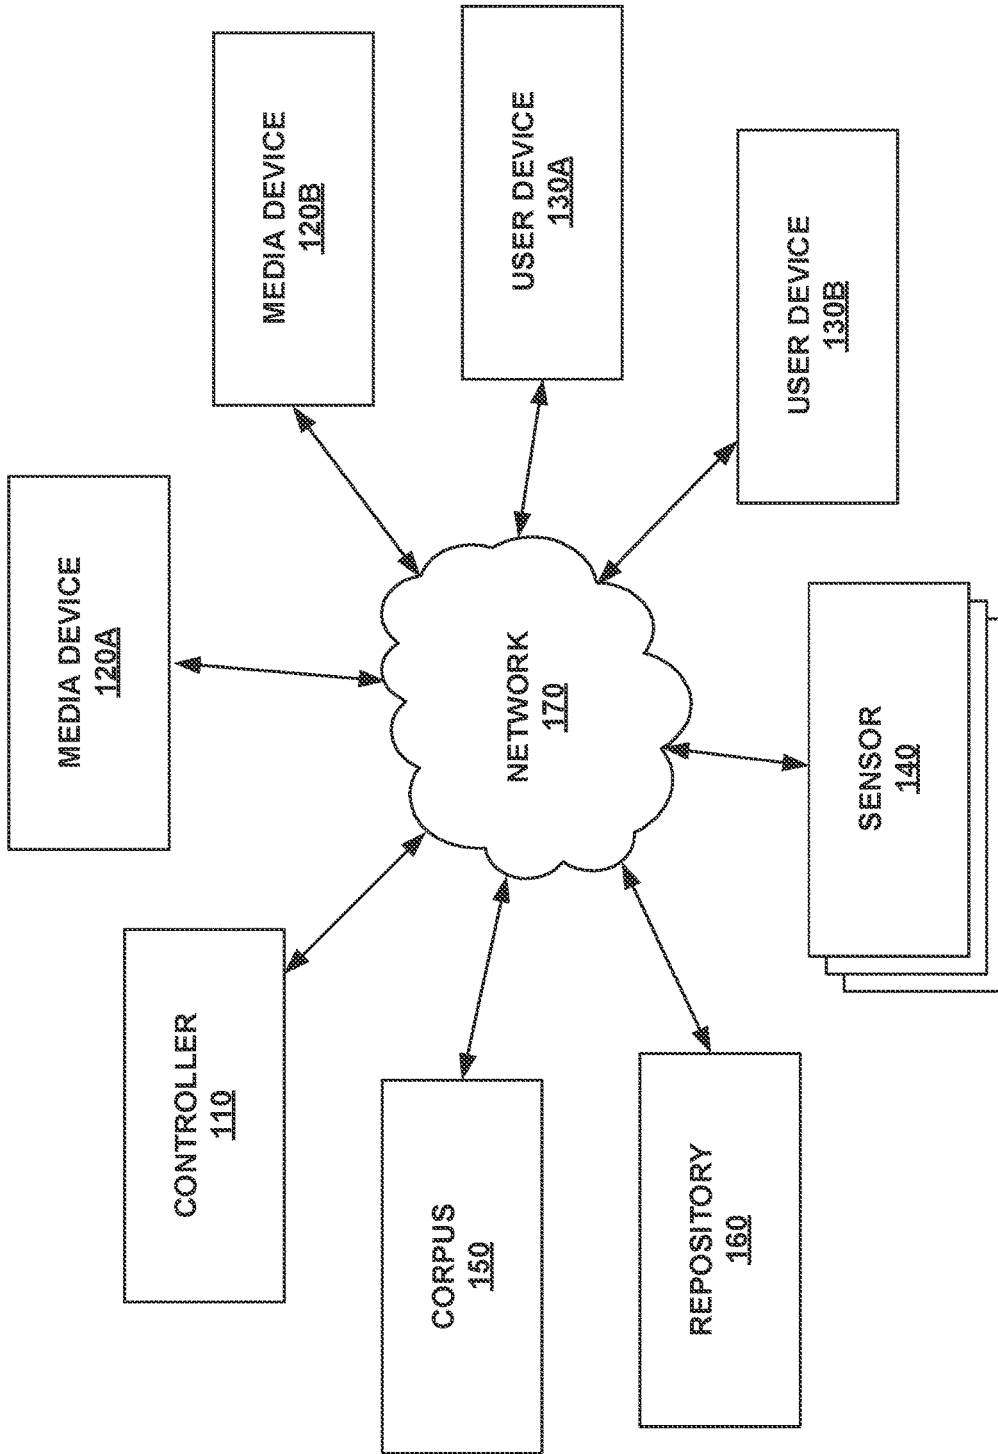 MEDIA DEVICE
120A
CONTROLLER
110
MEDIA DEVICE
120B
CORPUS
150
NETWORK
170
USER DEVICE
130A
REPOSITORY
160
USER DEVICE
130B
SENSOR
140